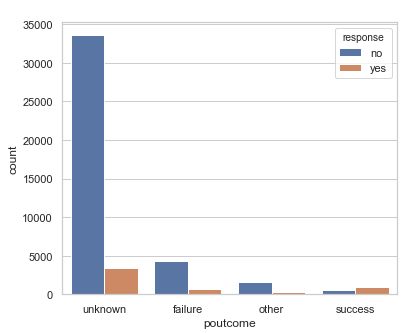 35000
30000
25000
20000
15000
10000
5000
0
count
response
no
yes
unknown
failure
other
success
poutcome